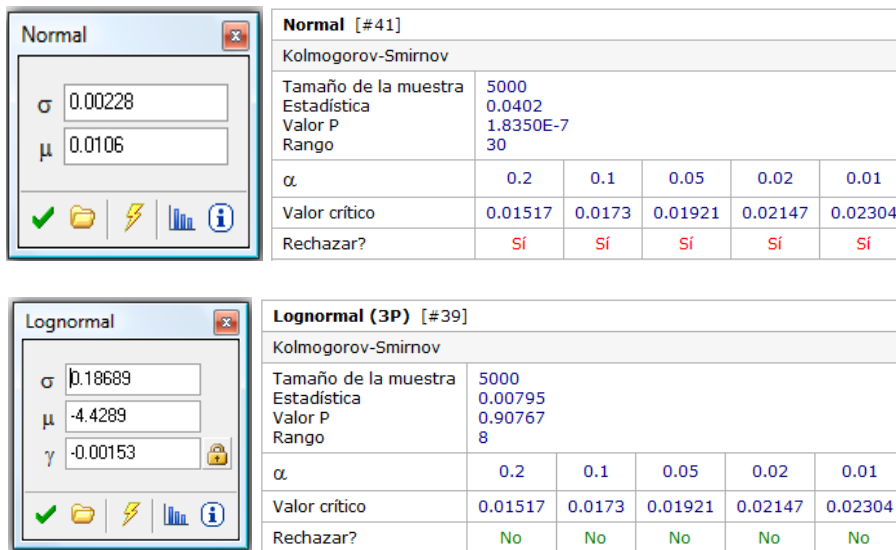 Normal
σ 0.00228
μ 0.0106
Normal [#41]
Kolmogorov-Smirnov
Tamaño de la muestra 5000
Estadística 0.0402
Valor P 1.8350E-7
Rango 30
α 0.2 0.1 0.05 0.02 0.01
Valor crítico 0.01517 0.0173 0.01921 0.02147 0.02304
Rechazar? Sí Sí Sí Sí Sí
Lognormal
σ 0.18689
μ -4.4289
γ -0.00153
Lognormal (3P) [#39]
Kolmogorov-Smirnov
Tamaño de la muestra 5000
Estadística 0.00795
Valor P 0.90767
Rango 8
α 0.2 0.1 0.05 0.02 0.01
Valor crítico 0.01517 0.0173 0.01921 0.02147 0.02304
Rechazar? No No No No No